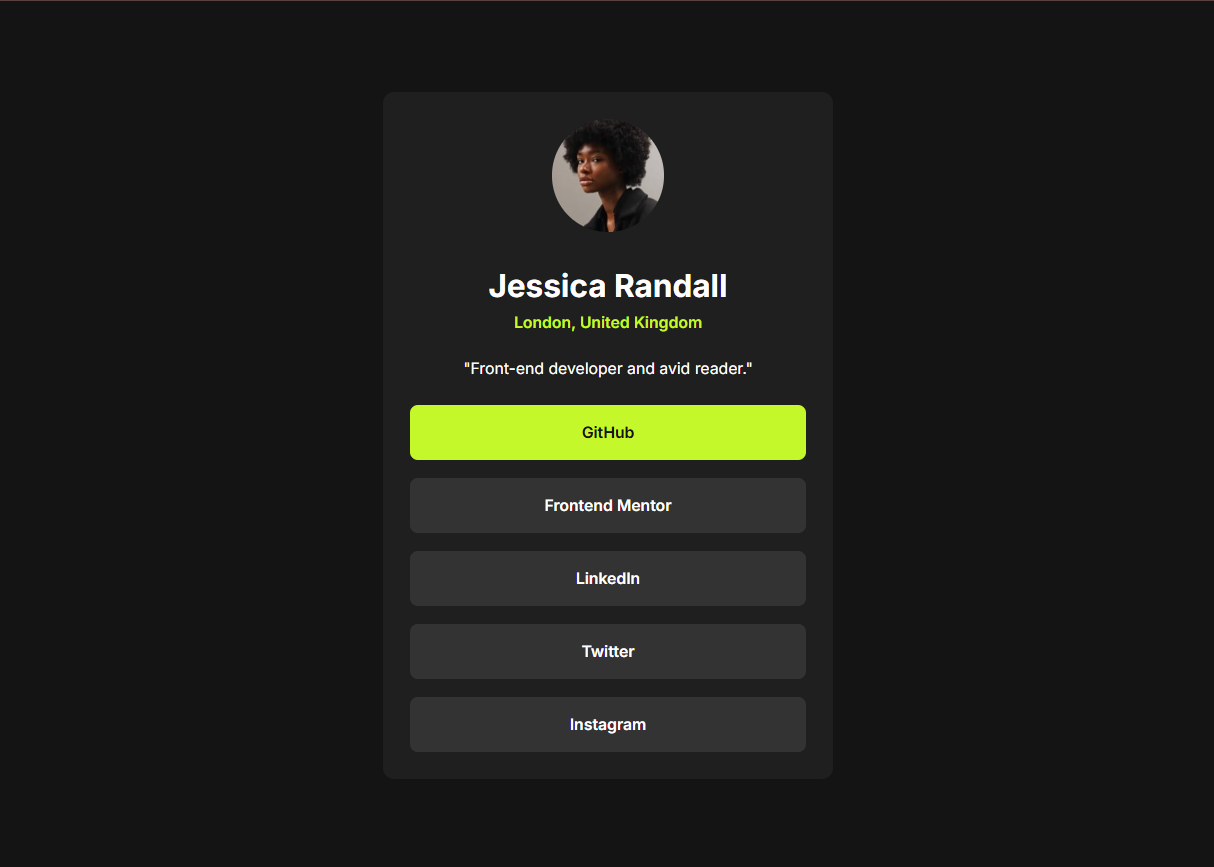 Jessica Randall
London, United Kingdom
"Front-end developer and avid reader."
GitHub
Frontend Mentor
LinkedIn
Twitter
Instagram